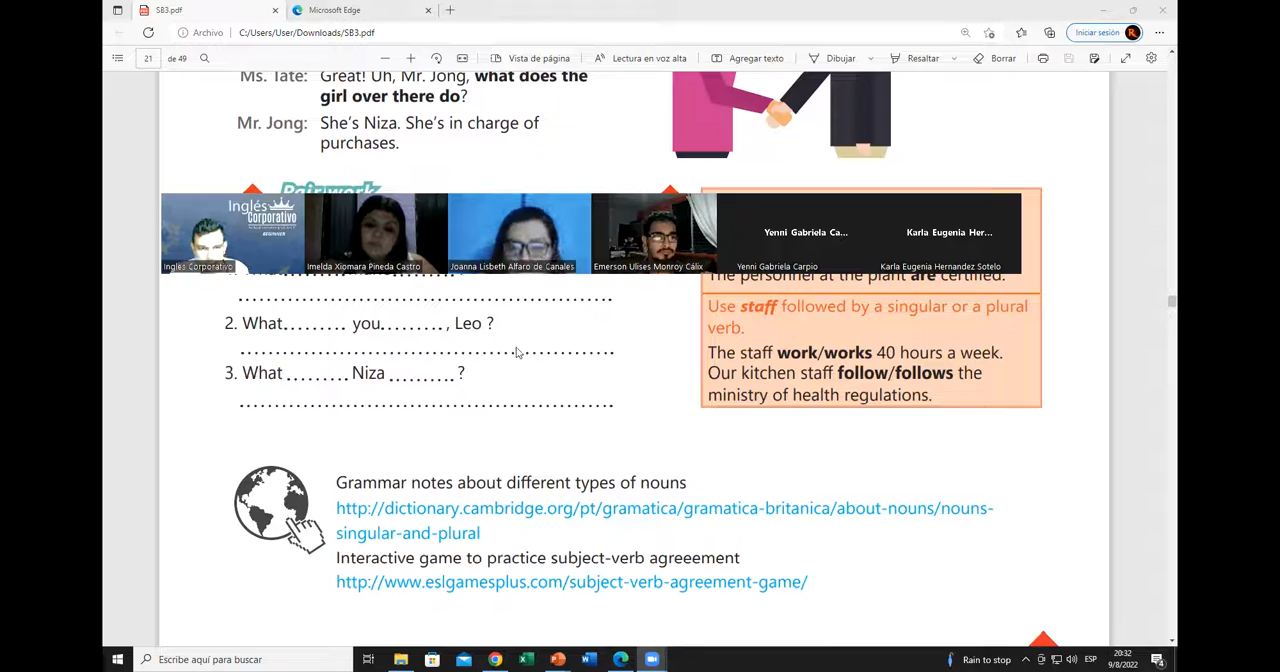 SB3.pdf
Microsoft Edge
Archivo
C:/Users/User/Downloads/SB3.pdf
Iniciar sesión
21
de 49
Vista de página
Lectura en voz alta
Agregar texto
Dibujar
Resaltar
Borrar
Ms. Tate: Great! Uh, Mr. Jong, what does the
girl over there do?
Mr. Jong: She's Niza. She's in charge of
purchases.
Pair work
Inglés
Corporativo
BEGINNER
Yenni Gabriela Ca...
Karla Eugenia Her...
Ingles Corporativo
Imelda Xiomara Pineda Castro
Joanna Lisbeth Alfaro de Canales
Emerson Ulises Monroy Cálix
Yenni Gabriela Carpio
Karla Eugenia Hernandez Sotelo
The personnel at the plant are certified.
Use staff followed by a singular or a plural
verb.
The staff work/works 40 hours a week.
Our kitchen staff follow/follows the
ministry of health regulations.
2. What......... you........., Leo ?
3. What ......... Niza .......... ?
Grammar notes about different types of nouns
http://dictionary.cambridge.org/pt/gramatica/gramatica-britanica/about-nouns/nouns-
singular-and-plural
Interactive game to practice subject-verb agreeement
http://www.eslgamesplus.com/subject-verb-agreement-game/
Escribe aquí para buscar
Rain to stop
ESP
20:32
9/8/2022